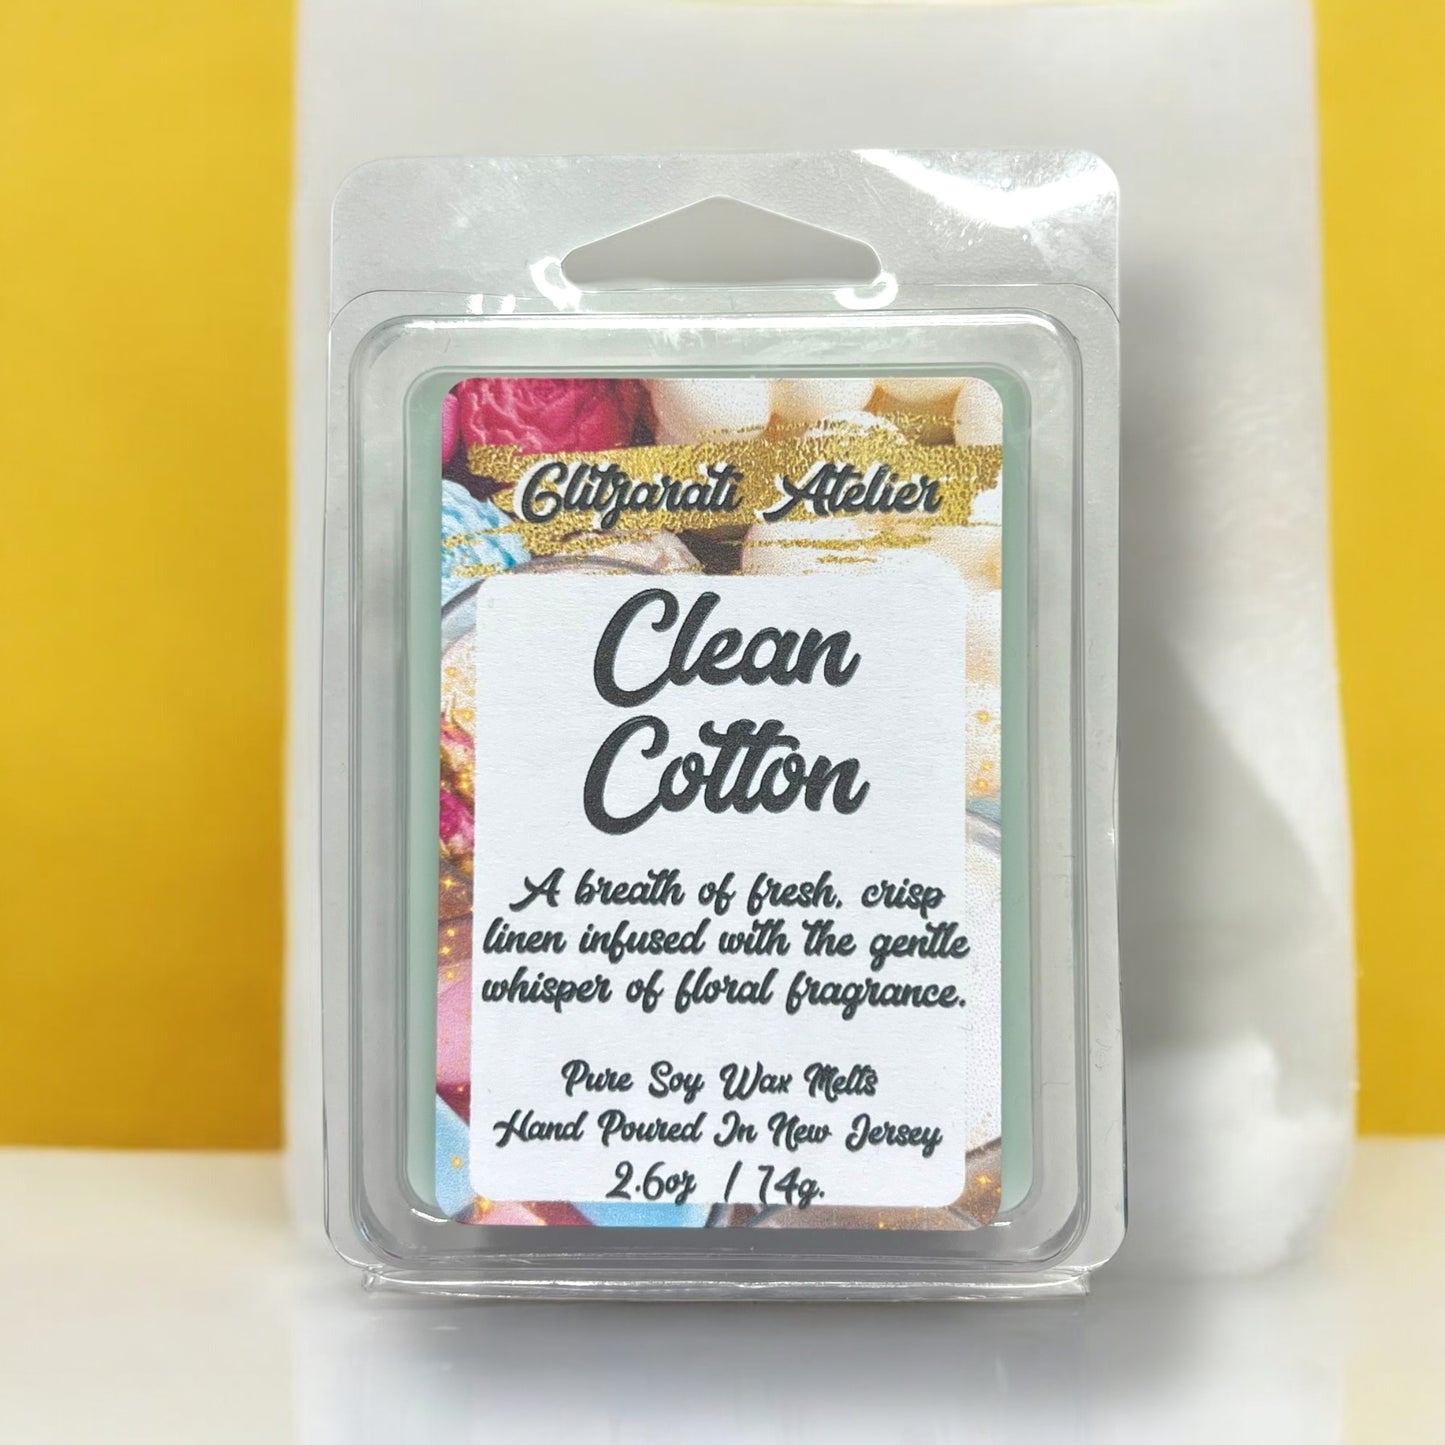 Glitzarati Atelier
Clean
Cotton
A breath of fresh, crisp
linen infused with the gentle
whisper of floral fragrance.
Pure Soy Wax Melts
Hand Poured In New Jersey
2.6oz / 74g.